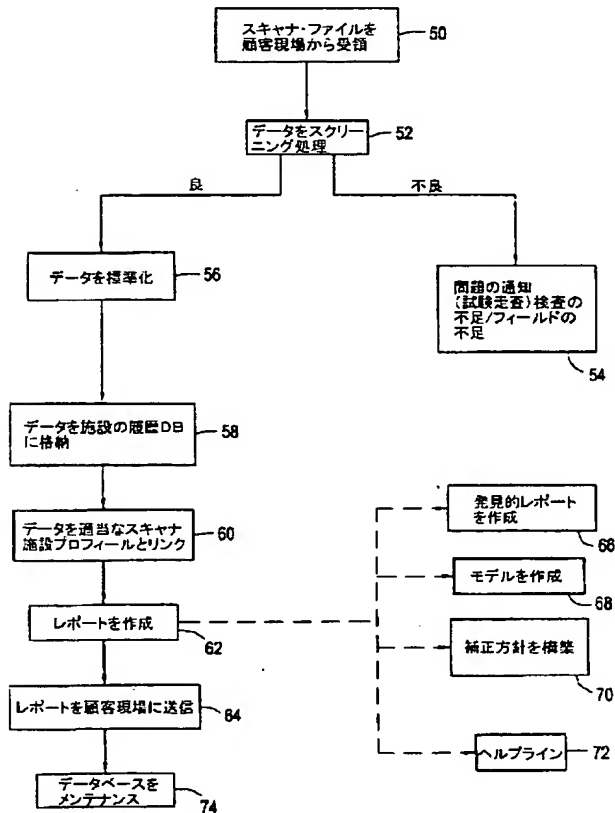 スキャナ・ファイルを
顧客現場から受領
50
データをスクリー
ニング処理
52
良
不良
データを標準化
56
問題の通知
(試験走査)検査の
不足/フィールドの
不足
54
データを施設の履歴DB
に格納
58
データを適当なスキャナ
施設プロフィールとリンク
60
発見的レポート
を作成
66
モデルを作成
68
レポートを作成
62
補正方針を構築
70
レポートを顧客現場に送信
64
ヘルプライン
72
データベースを
メンテナンス
74